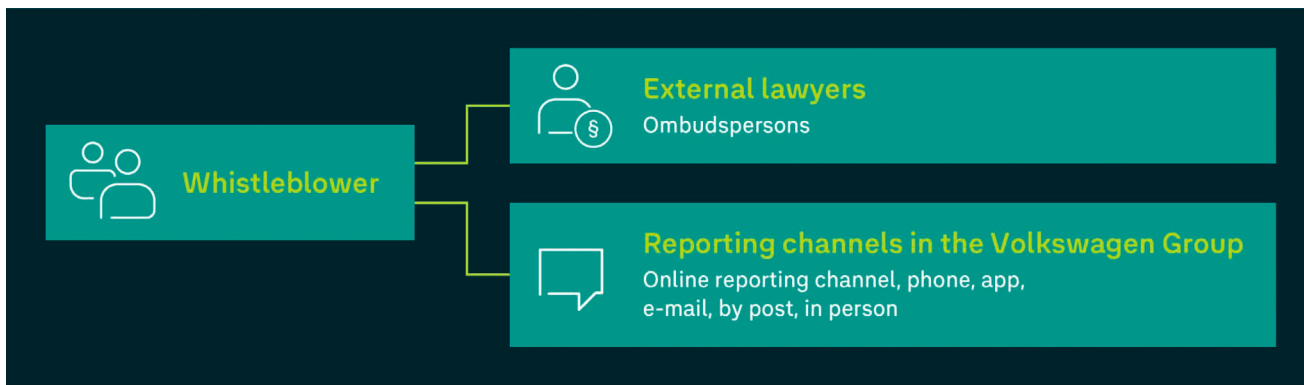 Whistleblower
External lawyers
§
Ombudspersons
Reporting channels in the Volkswagen Group
Online reporting channel, phone, app,
e-mail, by post, in person